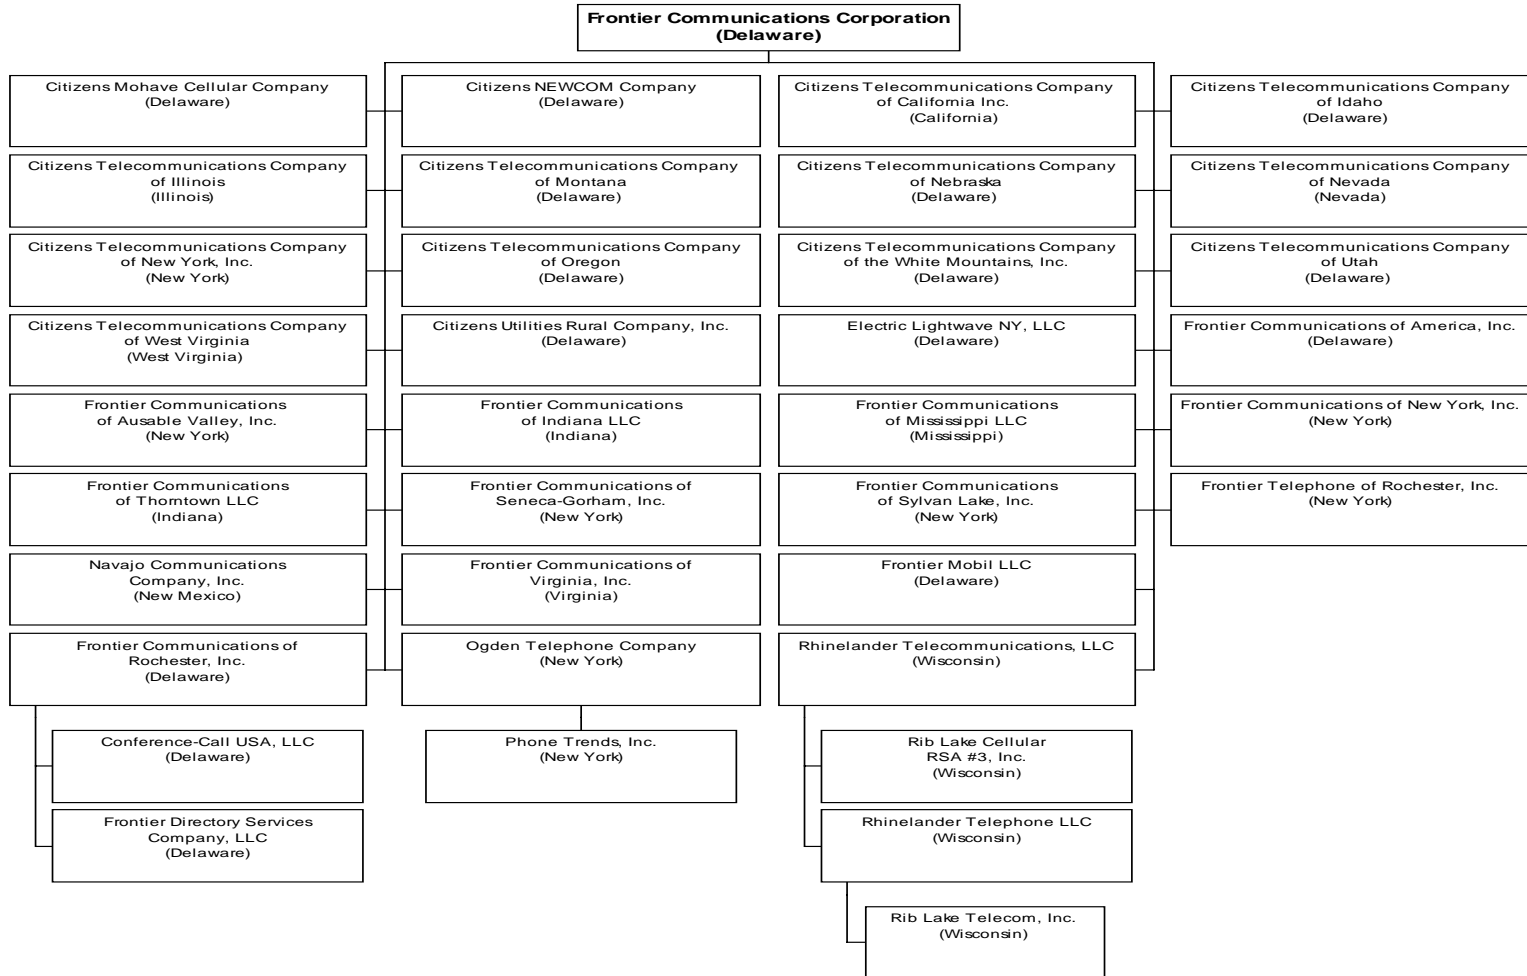 Frontier Communications Corporation
(Delaware)
Citizens Mohave Cellular Company
(Delaware)
Citizens NEWCOM Company
(Delaware)
Citizens Telecommunications Company
of California Inc.
(California)
Citizens Telecommunications Company
of Idaho
(Delaware)
Citizens Telecommunications Company
of Illinois
(Illinois)
Citizens Telecommunications Company
of Montana
(Delaware)
Citizens Telecommunications Company
of Nebraska
(Delaware)
Citizens Telecommunications Company
of Nevada
(Nevada)
Citizens Telecommunications Company
of New York, Inc.
(New York)
Citizens Telecommunications Company
of Oregon
(Delaware)
Citizens Telecommunications Company
of the White Mountains, Inc.
(Delaware)
Citizens Telecommunications Company
of Utah
(Delaware)
Citizens Telecommunications Company
of West Virginia
(West Virginia)
Citizens Utilities Rural Company, Inc.
(Delaware)
Electric Lightwave NY, LLC
(Delaware)
Frontier Communications of America, Inc.
(Delaware)
Frontier Communications
of Ausable Valley, Inc.
(New York)
Frontier Communications
of Indiana LLC
(Indiana)
Frontier Communications
of Mississippi LLC
(Mississippi)
Frontier Communications of New York, Inc.
(New York)
Frontier Communications
of Thorntown LLC
(Indiana)
Frontier Communications of
Seneca-Gorham, Inc.
(New York)
Frontier Communications
of Sylvan Lake, Inc.
(New York)
Frontier Telephone of Rochester, Inc.
(New York)
Navajo Communications
Company, Inc.
(New Mexico)
Frontier Communications of
Virginia, Inc.
(Virginia)
Frontier Mobil LLC
(Delaware)
Frontier Communications of
Rochester, Inc.
(Delaware)
Ogden Telephone Company
(New York)
Rhinelander Telecommunications, LLC
(Wisconsin)
Conference-Call USA, LLC
(Delaware)
Phone Trends, Inc.
(New York)
Rib Lake Cellular
RSA #3, Inc.
(Wisconsin)
Frontier Directory Services
Company, LLC
(Delaware)
Rhinelander Telephone LLC
(Wisconsin)
Rib Lake Telecom, Inc.
(Wisconsin)